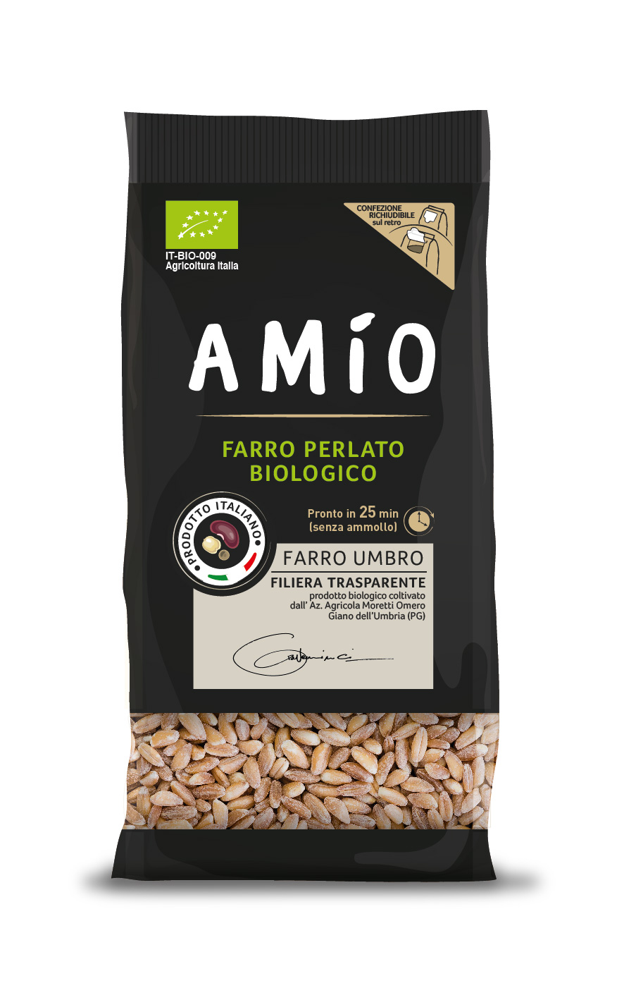 IT-BIO-009
Agricoltura Italia
CONFEZIONE
RICHIUDIBILE
sul retro
AMÍO
FARRO PERLATO
BIOLOGICO
PRODOTTO ITALIANO
Pronto in 25 min
(senza ammollo)
FARRO UMBRO
FILIERA TRASPARENTE
prodotto biologico coltivato
dall' Az. Agricola Moretti Omero
Giano dell'Umbria (PG)